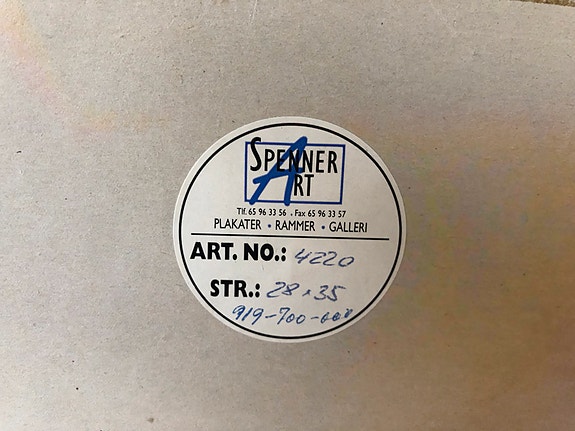 SPENNER
ART
Tlf. 65 96 33 56 . Fax 65 96 33 57
PLAKATER • RAMMER • GALLERI
ART. NO.: 4220
STR.: 28 x 35
919-700-000